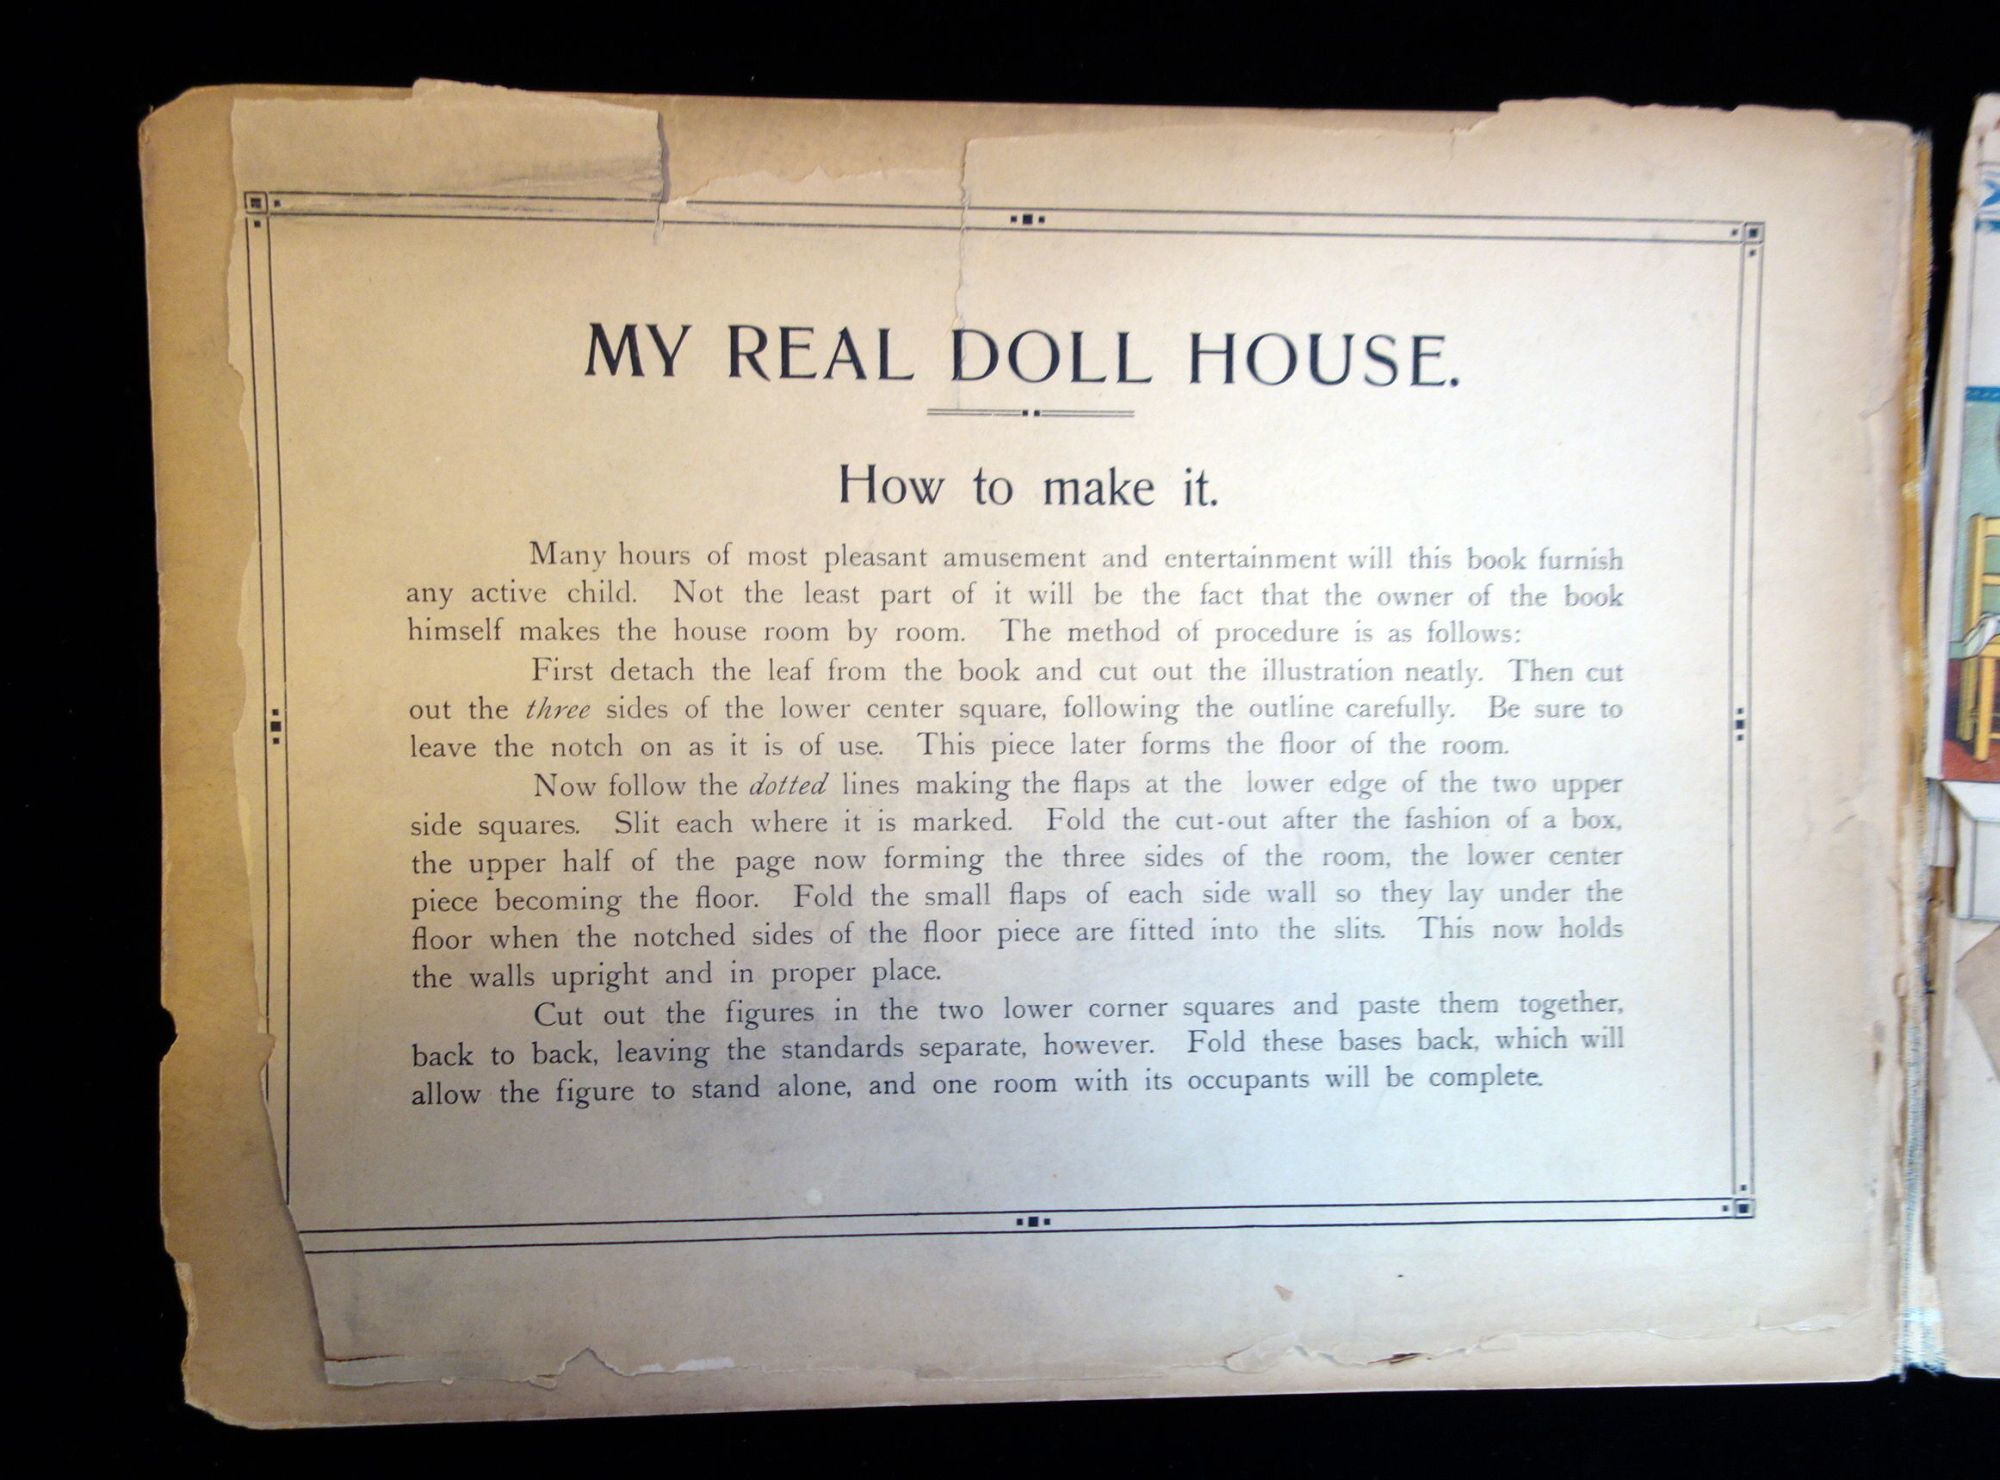 MY REAL DOLL HOUSE.
How to make it.
Many hours of most pleasant amusement and entertainment will this book furnish
any active child. Not the least part of it will be the fact that the owner of the book
himself makes the house room by room. The method of procedure is as follows:
First detach the leaf from the book and cut out the illustration neatly. Then cut
out the three sides of the lower center square, following the outline carefully. Be sure to
leave the notch on as it is of use. This piece later forms the floor of the room.
Now follow the dotted lines making the flaps at the lower edge of the two upper
side squares. Slit each where it is marked. Fold the cut-out after the fashion of a box,
the upper half of the page now forming the three sides of the room, the lower center
piece becoming the floor. Fold the small flaps of each side wall so they lay under the
floor when the notched sides of the floor piece are fitted into the slits. This now holds
the walls upright and in proper place.
Cut out the figures in the two lower corner squares and paste them together,
back to back, leaving the standards separate, however. Fold these bases back, which will
allow the figure to stand alone, and one room with its occupants will be complete.